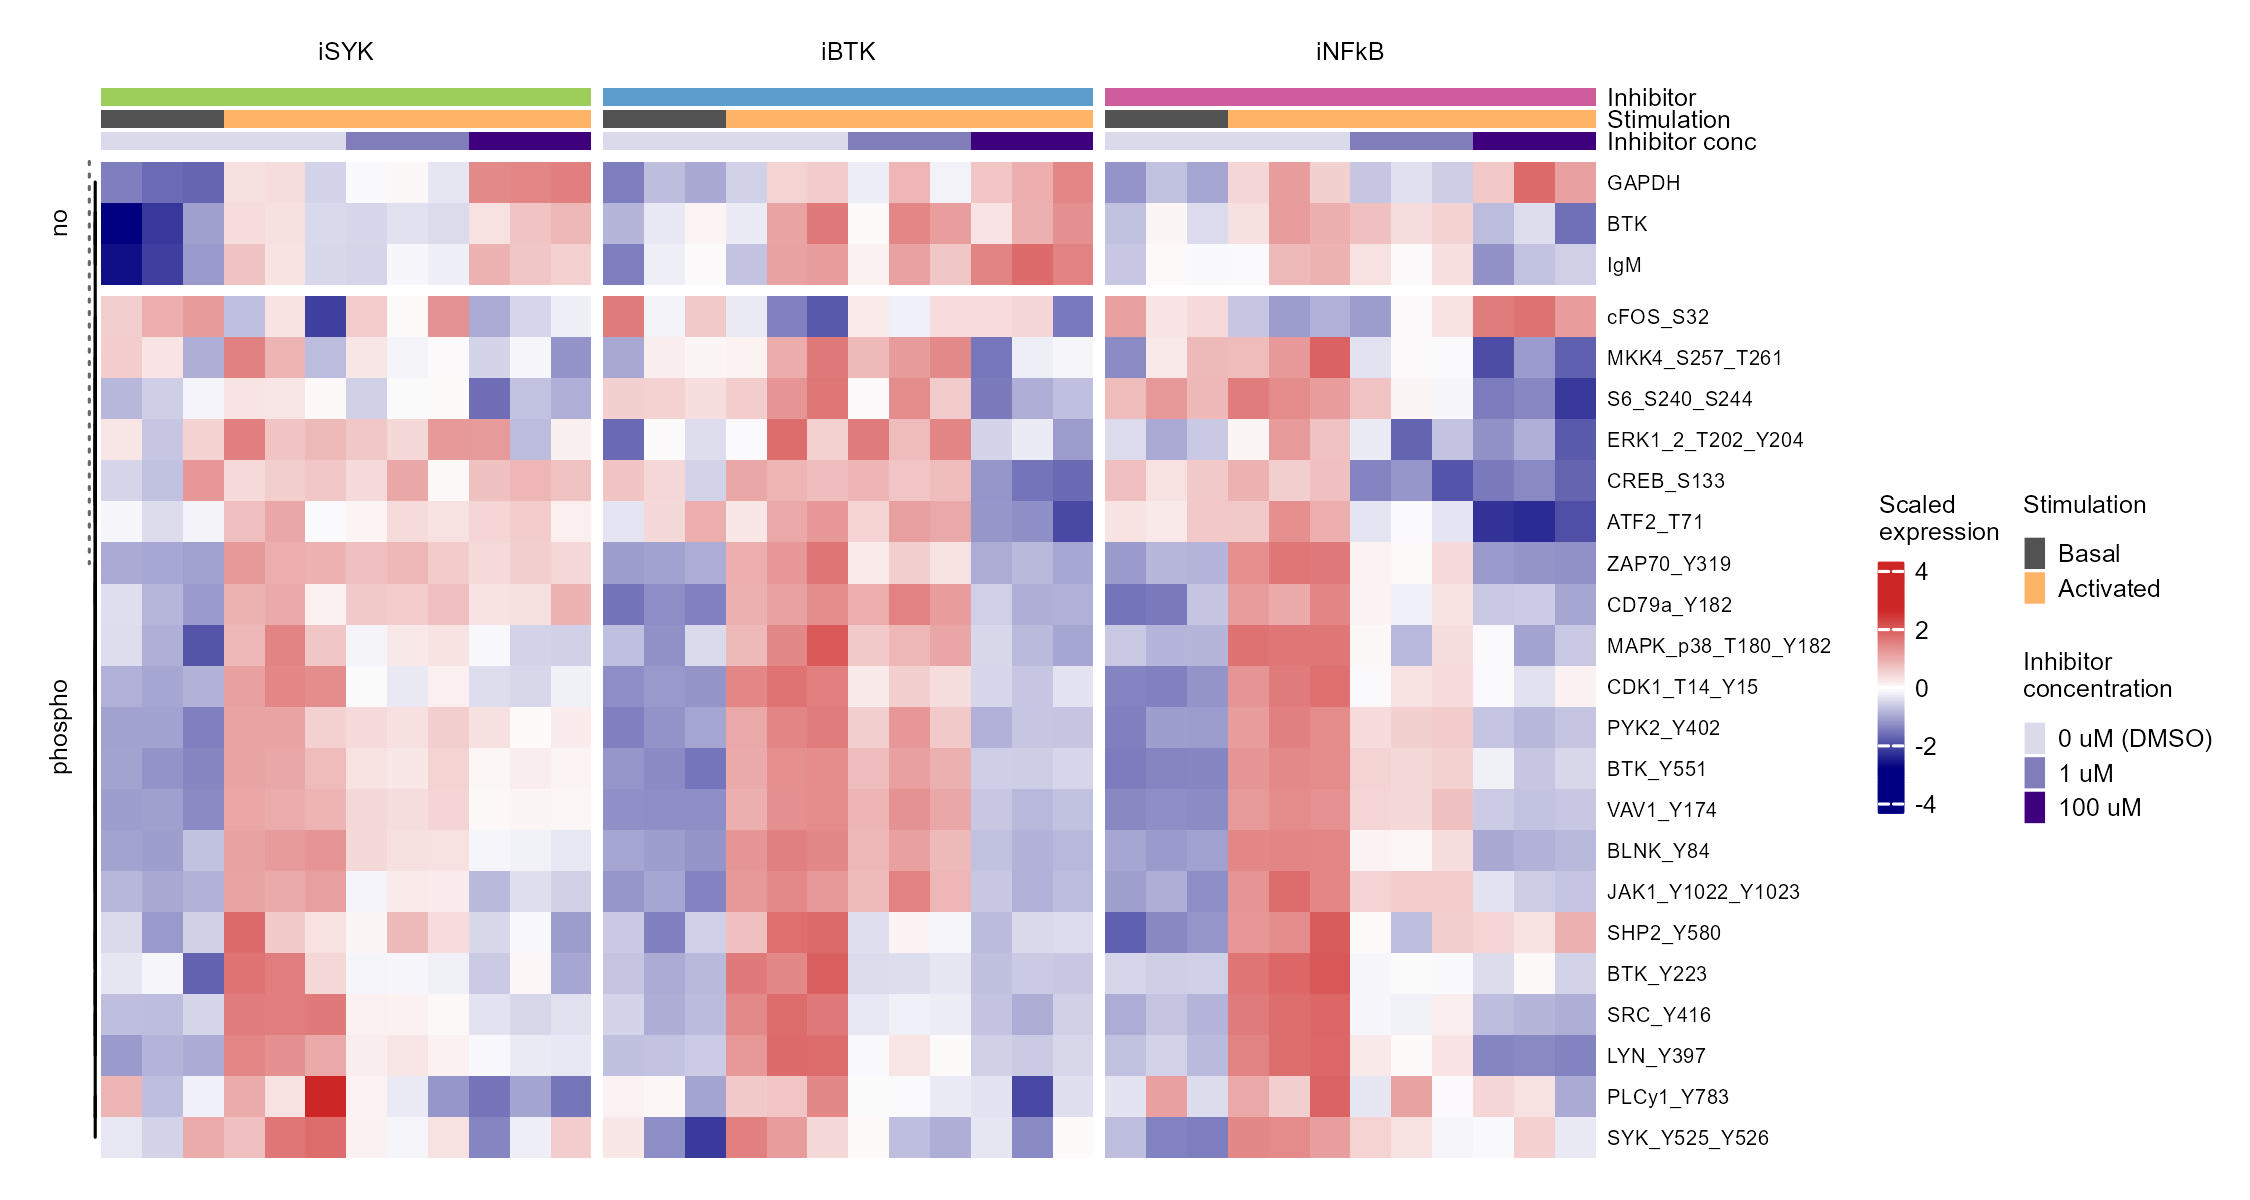 iSYK
iBTK
iNFkB
Inhibitor
Stimulation
Inhibitor conc
no
GAPDH
BTK
IgM
phospho
cFOS_S32
MKK4_S257_T261
S6_S240_S244
ERK1_2_T202_Y204
CREB_S133
ATF2_T71
ZAP70_Y319
CD79a_Y182
MAPK_p38_T180_Y182
CDK1_T14_Y15
PYK2_Y402
BTK_Y551
VAV1_Y174
BLNK_Y84
JAK1_Y1022_Y1023
SHP2_Y580
BTK_Y223
SRC_Y416
LYN_Y397
PLCy1_Y783
SYK_Y525_Y526
Scaled
expression
4
2
0
-2
-4
Stimulation
Basal
Activated
Inhibitor
concentration
0 uM (DMSO)
1 uM
100 uM